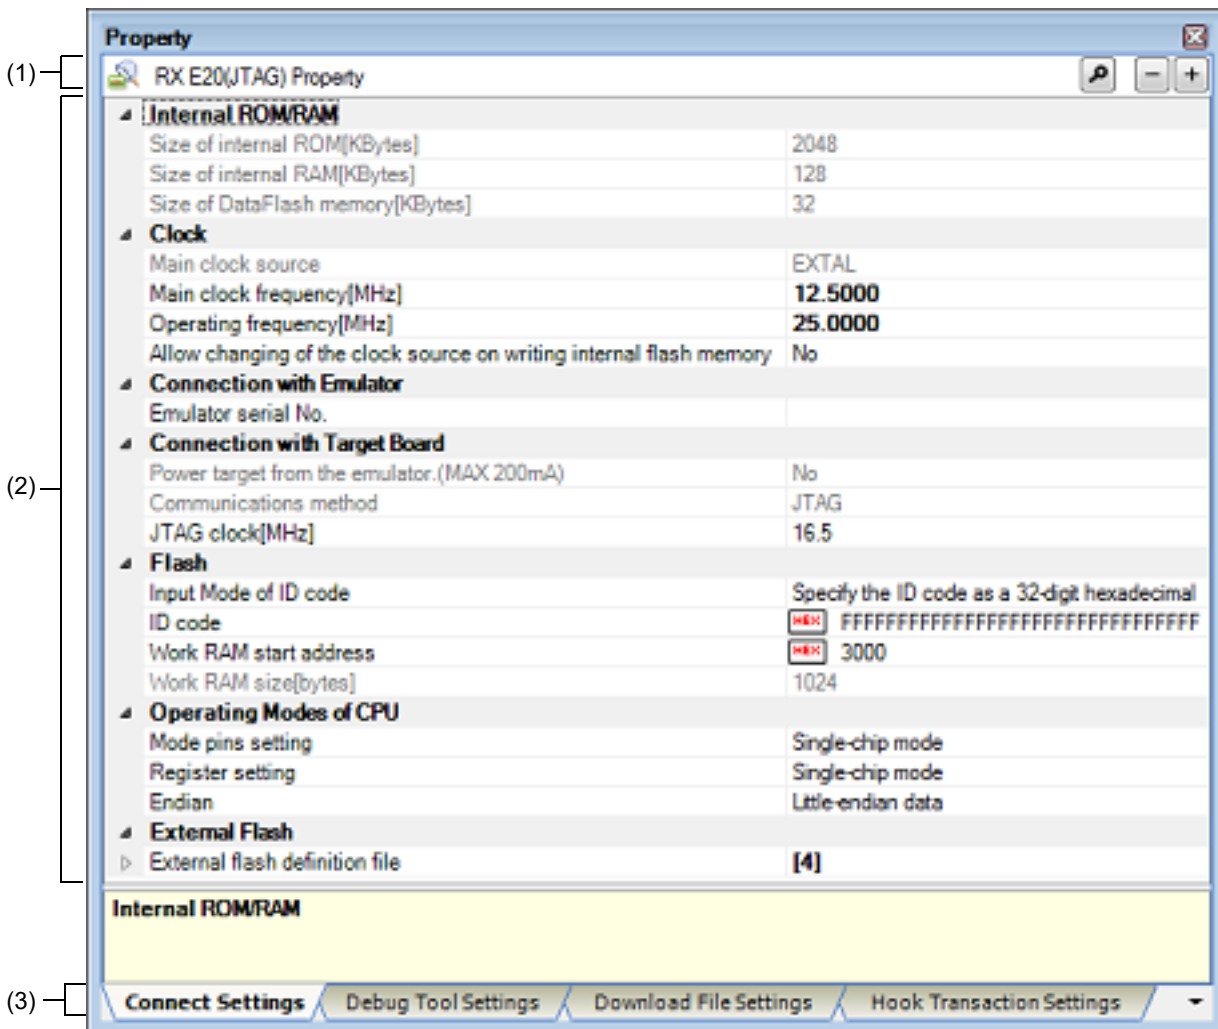 Property
(1)
RX E20(JTAG) Property
Internal ROM/RAM
Size of internal ROM[KBytes] 2048
Size of internal RAM[KBytes] 128
Size of DataFlash memory[KBytes] 32
Clock
Main clock source EXTAL
Main clock frequency[MHz] 12.5000
Operating frequency[MHz] 25.0000
Allow changing of the clock source on writing internal flash memory No
Connection with Emulator
Emulator serial No.
Connection with Target Board
Power target from the emulator.(MAX 200mA) No
(2)
Communications method JTAG
JTAG clock[MHz] 16.5
Flash
Input Mode of ID code Specify the ID code as a 32-digit hexadecimal
ID code HEX FFFFFFFFFFFFFFFFFFFFFFFFFFFFFFFF
Work RAM start address HEX 3000
Work RAM size[bytes] 1024
Operating Modes of CPU
Mode pins setting Single-chip mode
Register setting Single-chip mode
Endian Little-endian data
External Flash
External flash definition file [4]
Internal ROM/RAM
(3)
Connect Settings Debug Tool Settings Download File Settings Hook Transaction Settings